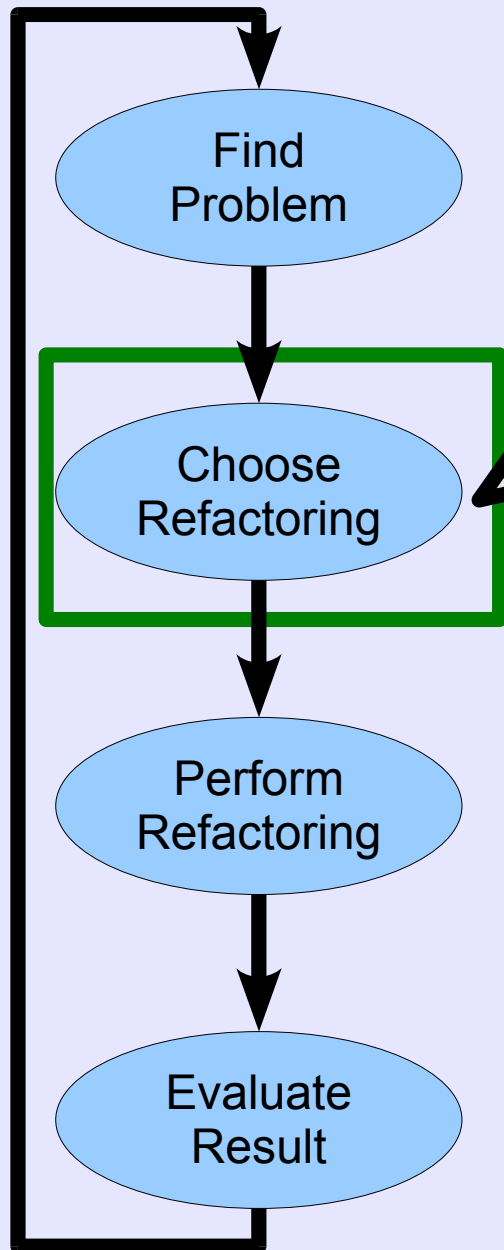 Find
Problem
Choose
Refactoring
Perform
Refactoring
Evaluate
Result